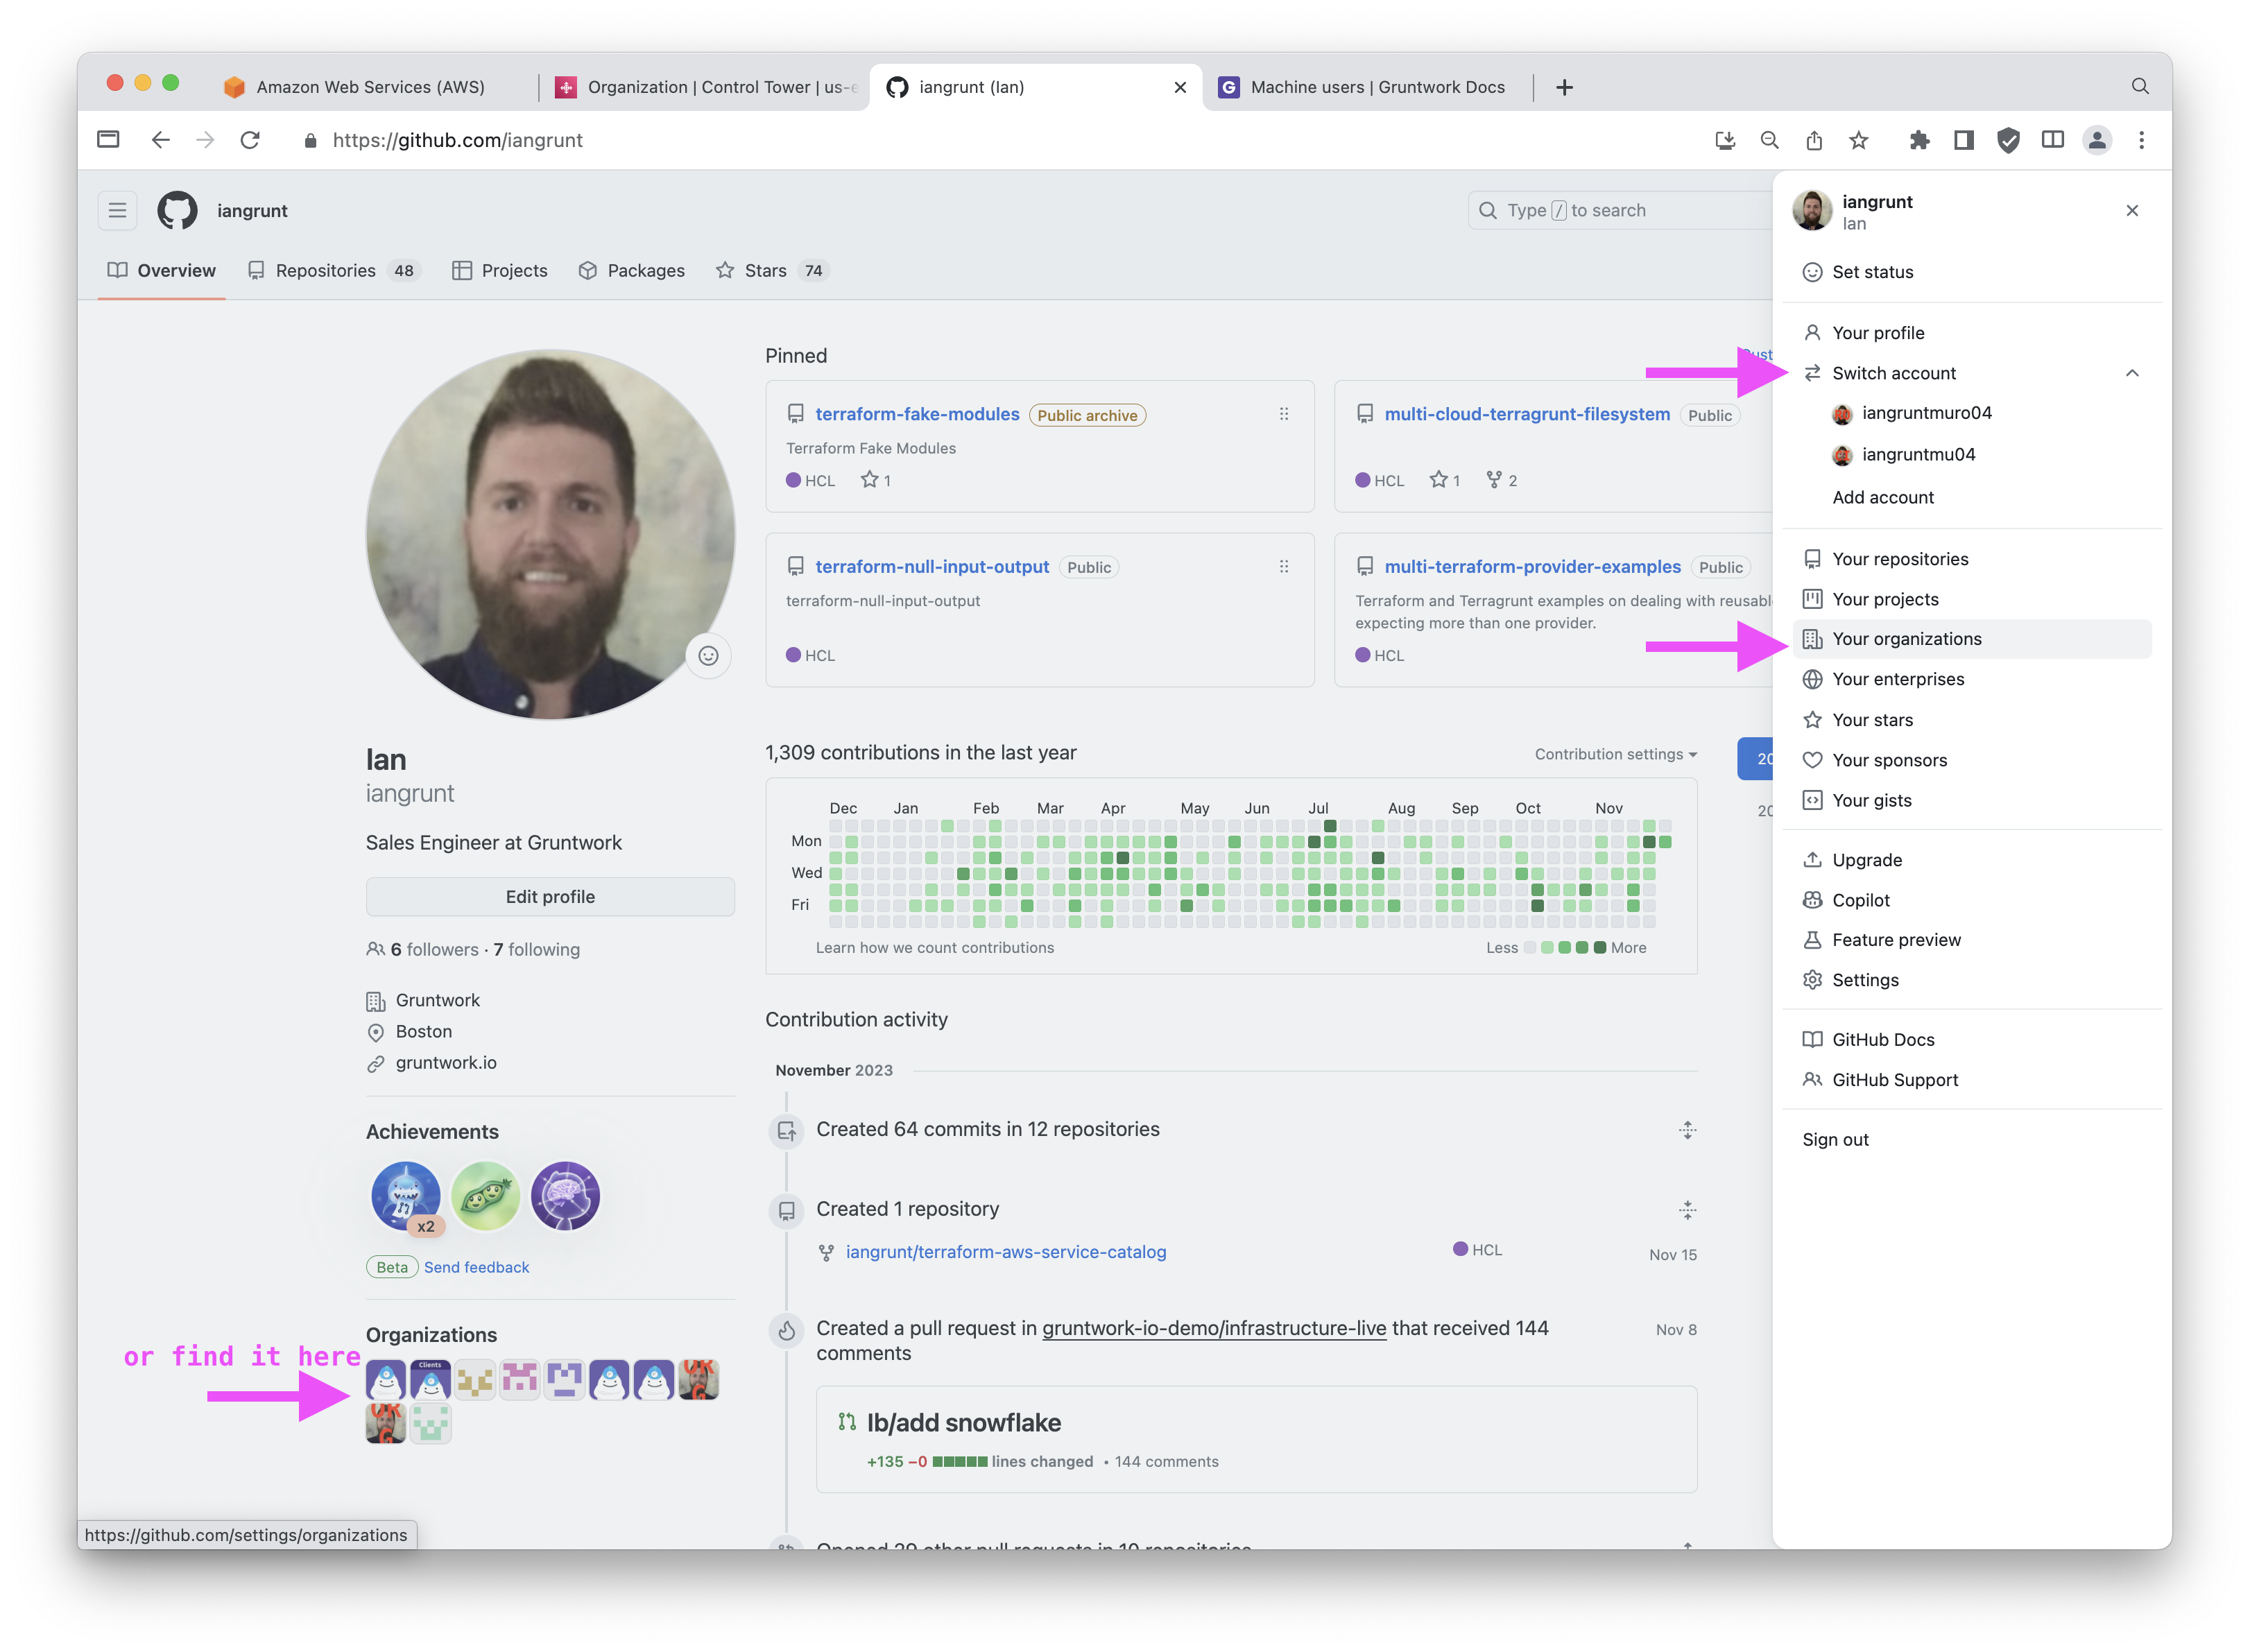 Amazon Web Services (AWS)
Organization | Control Tower | us-e
iangrunt (Ian)
Machine users | Gruntwork Docs
https://github.com/iangrunt
iangrunt
Type / to search
Overview
Repositories 48
Projects
Packages
Stars 74
Pinned
terraform-fake-modules Public archive
Terraform Fake Modules
HCL 1
multi-cloud-terragrunt-filesystem Public
HCL 1 2
terraform-null-input-output Public
terraform-null-input-output
HCL
multi-terraform-provider-examples Public
Terraform and Terragrunt examples on dealing with reusabl
expecting more than one provider.
HCL
Ian
iangrunt
Sales Engineer at Gruntwork
Edit profile
6 followers · 7 following
Gruntwork
Boston
gruntwork.io
Achievements
x2
Beta Send feedback
Organizations
or find it here
Clients
1,309 contributions in the last year
Contribution settings
20
20
Dec Jan Feb Mar Apr May Jun Jul Aug Sep Oct Nov
Mon
Wed
Fri
Learn how we count contributions
Less More
Contribution activity
November 2023
Created 64 commits in 12 repositories
Created 1 repository
iangrunt/terraform-aws-service-catalog HCL Nov 15
Created a pull request in gruntwork-io-demo/infrastructure-live that received 144 Nov 8
comments
lb/add snowflake
+135 −0 lines changed • 144 comments
Opened 29 other pull requests in 10 repositories
https://github.com/settings/organizations
iangrunt
Ian
Set status
Your profile
Switch account
iangruntmuro04
iangruntmu04
Add account
Your repositories
Your projects
Your organizations
Your enterprises
Your stars
Your sponsors
Your gists
Upgrade
Copilot
Feature preview
Settings
GitHub Docs
GitHub Support
Sign out